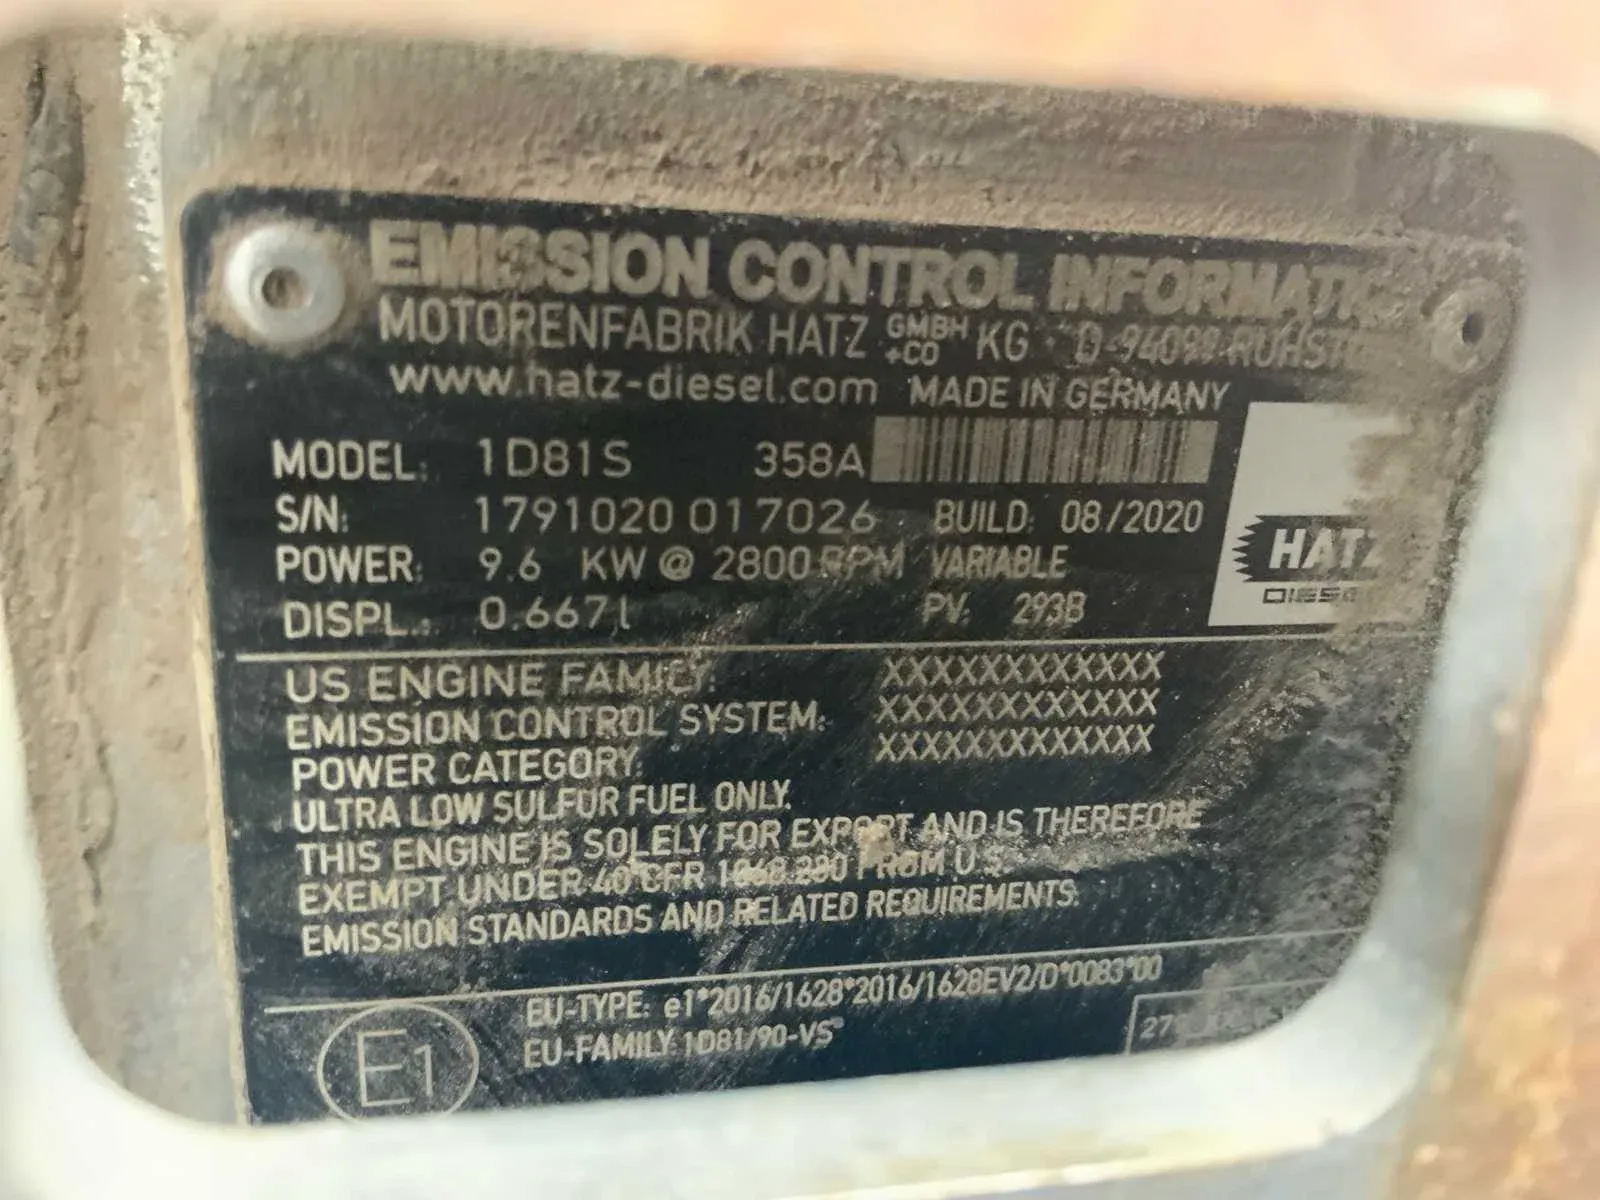 EMISSION CONTROL INFORMATI
MOTORENFABRIK HATZ GMBH +CO KG · D-94099 RUHST
www.hatz-diesel.com MADE IN GERMANY
MODEL: 1D81S 358A
S/N: 1791020 017026 BUILD: 08/2020
POWER: 9.6 KW @ 2800 RPM VARIABLE
DISPL.: 0.667 l PV: 293B
HATZ
DIESEL
US ENGINE FAMILY: XXXXXXXXXXXX
EMISSION CONTROL SYSTEM: XXXXXXXXXXXX
POWER CATEGORY: XXXXXXXXXXXX
ULTRA LOW SULFUR FUEL ONLY.
THIS ENGINE IS SOLELY FOR EXPORT AND IS THEREFORE
EXEMPT UNDER 40 CFR 1068.230 FROM U.S.
EMISSION STANDARDS AND RELATED REQUIREMENTS.
E1
EU-TYPE: e1*2016/1628*2016/1628EV2/D*0083*00
EU-FAMILY: 1D81/90-VS